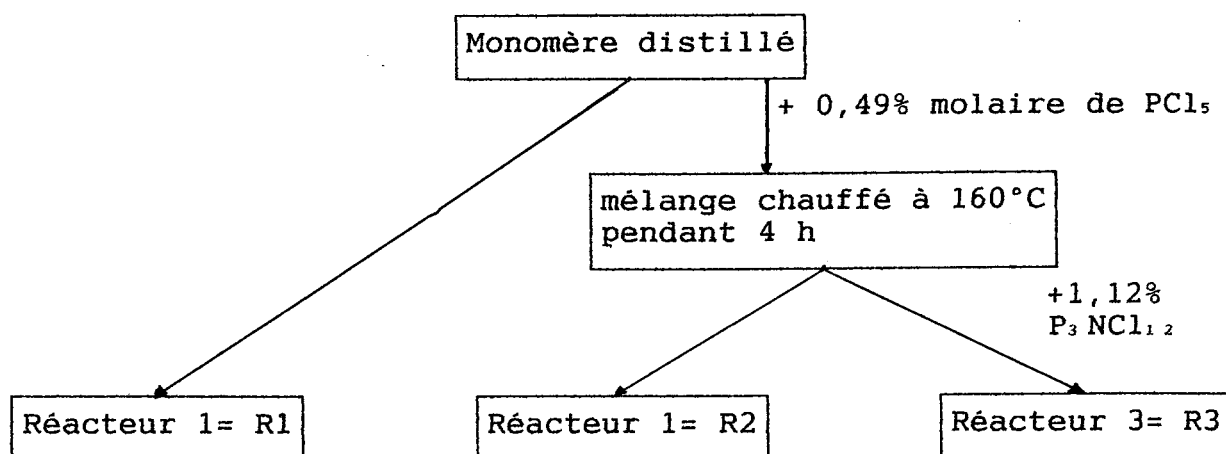 Monomère distillé
+ 0,49% molaire de PCl₅
mélange chauffé à 160°C
pendant 4 h
+1,12%
P₃NCl₁₂
Réacteur 1= R1
Réacteur 1= R2
Réacteur 3= R3